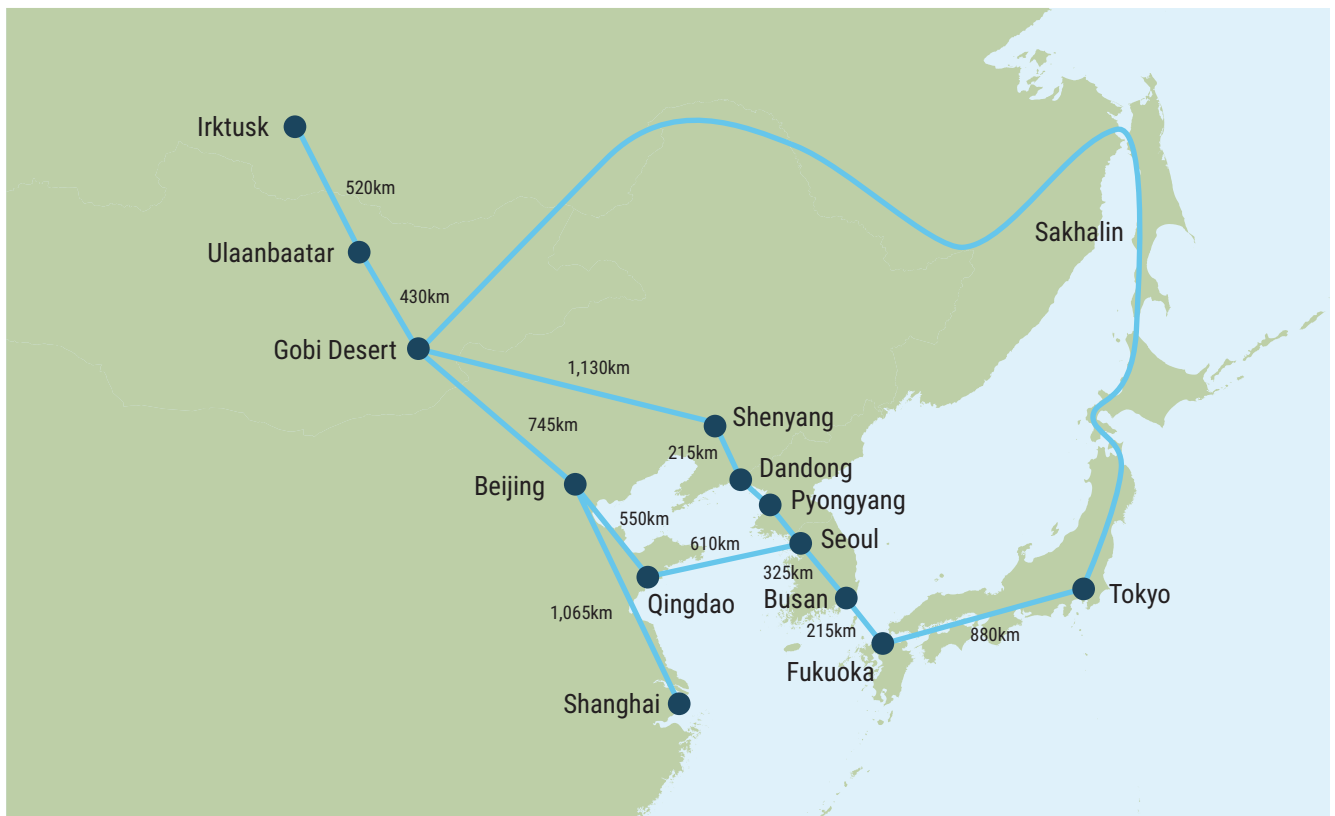 Irktusk
520km
Sakhalin
Ulaanbaatar
430km
Gobi Desert
1,130km
745km
Shenyang
215km
Dandong
Beijing
Pyongyang
550km
610km
Seoul
325km
Qingdao
Busan
Tokyo
1,065km
215km
880km
Fukuoka
Shanghai